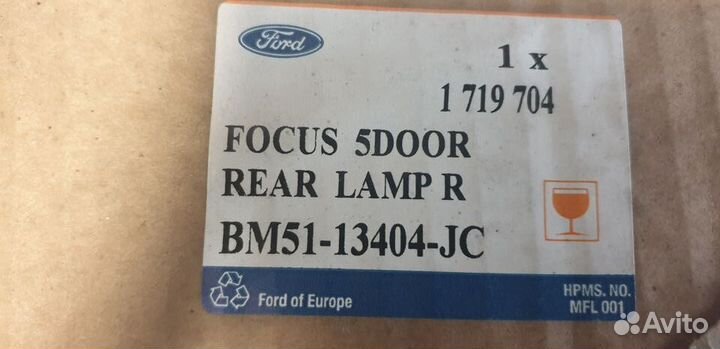 Ford
1 x
1 719 704
FOCUS 5DOOR
REAR LAMP R
BM51-13404-JC
Ford of Europe
HPMS. NO.
MFL 001
Avito